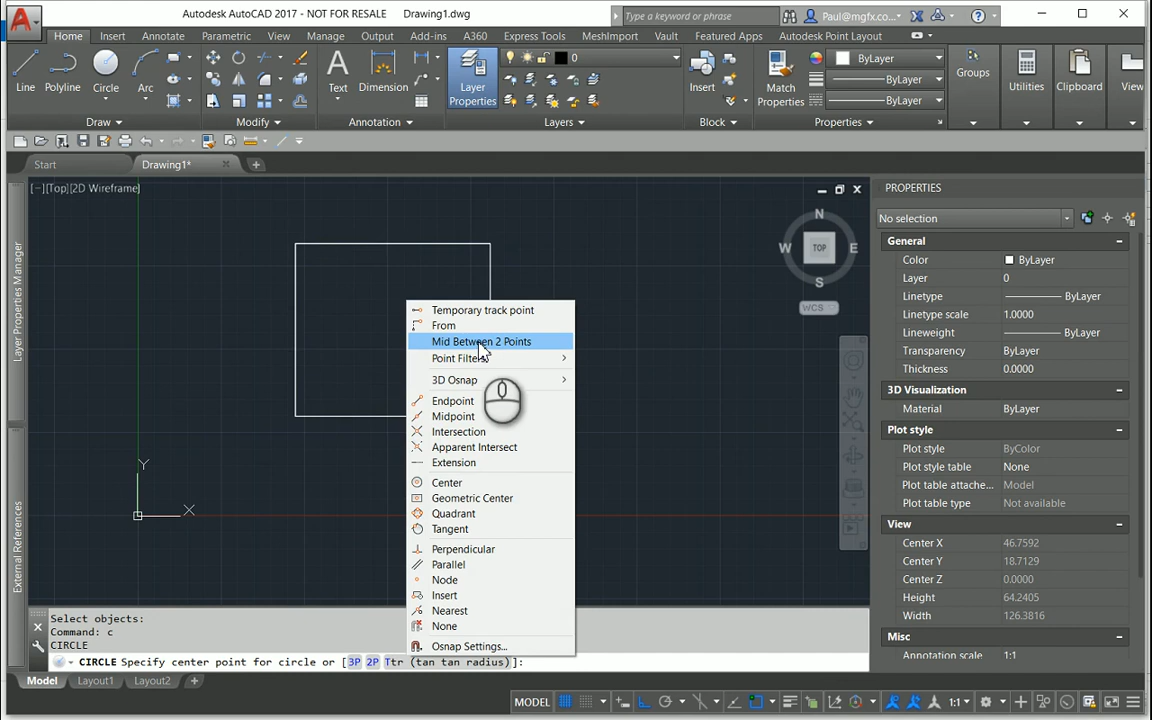 Autodesk AutoCAD 2017 - NOT FOR RESALE Drawing1.dwg
Type a keyword or phrase
Paul@mgfx.co...
Home Insert Annotate Parametric View Manage Output Add-ins A360 Express Tools MeshImport Vault Featured Apps Autodesk Point Layout
Line Polyline Circle Arc
Text Dimension
Layer Properties
0
Insert
Match Properties
ByLayer
ByLayer
ByLayer
Groups
Utilities
Clipboard
View
Draw Modify Annotation Layers Block Properties
Start Drawing1*
[−][Top][2D Wireframe]
Layer Properties Manager
External References
N
W TOP E
S
WCS
Y
X
Temporary track point
From
Mid Between 2 Points
Point Filters
3D Osnap
Endpoint
Midpoint
Intersection
Apparent Intersect
Extension
Center
Geometric Center
Quadrant
Tangent
Perpendicular
Parallel
Node
Insert
Nearest
None
Osnap Settings...
PROPERTIES
No selection
General
Color ByLayer
Layer 0
Linetype ByLayer
Linetype scale 1.0000
Lineweight ByLayer
Transparency ByLayer
Thickness 0.0000
3D Visualization
Material ByLayer
Plot style
Plot style ByColor
Plot style table None
Plot table attache... Model
Plot table type Not available
View
Center X 46.7592
Center Y 18.7129
Center Z 0.0000
Height 64.2405
Width 126.3816
Misc
Annotation scale 1:1
Select objects:
Command: c
CIRCLE
CIRCLE Specify center point for circle or [3P 2P Ttr (tan tan radius)]:
Model Layout1 Layout2
MODEL 1:1